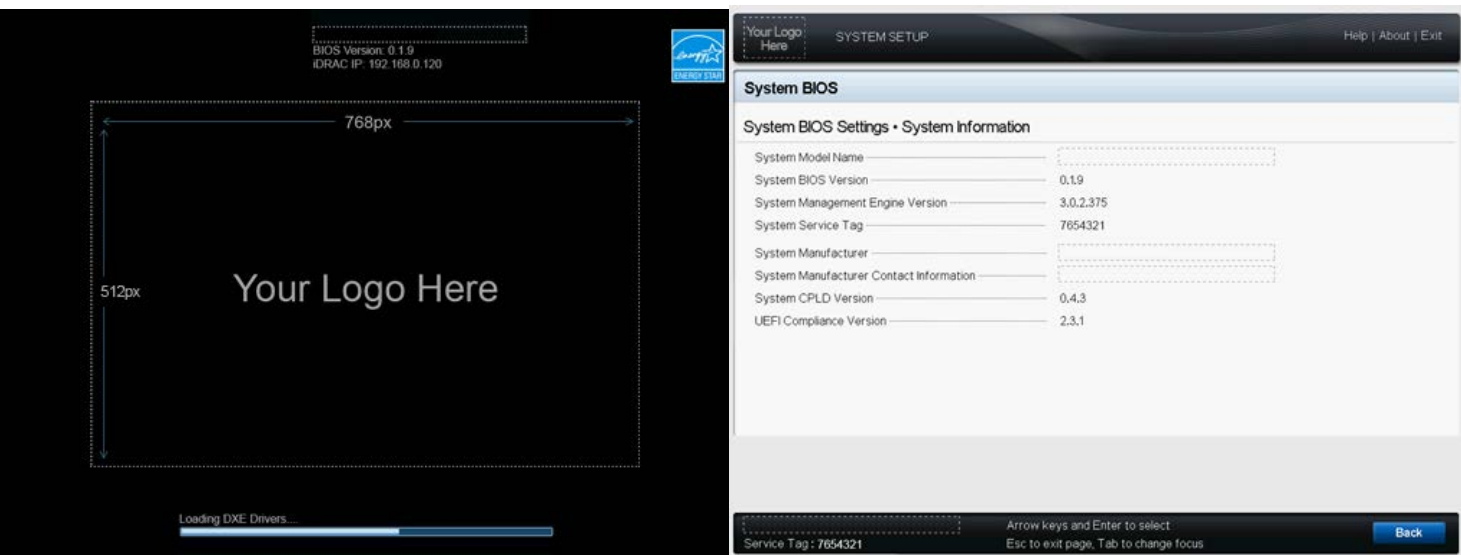 BIOS Version: 0.1.9
iDRAC IP: 192.168.0.120
ENERGY STAR
768px
512px
Your Logo Here
Loading DXE Drivers...
Your Logo
Here
SYSTEM SETUP
Help | About | Exit
System BIOS
System BIOS Settings • System Information
System Model Name
System BIOS Version 0.1.9
System Management Engine Version 3.0.2.375
System Service Tag 7654321
System Manufacturer
System Manufacturer Contact Information
System CPLD Version 0.4.3
UEFI Compliance Version 2.3.1
Service Tag : 7654321
Arrow keys and Enter to select
Esc to exit page, Tab to change focus
Back